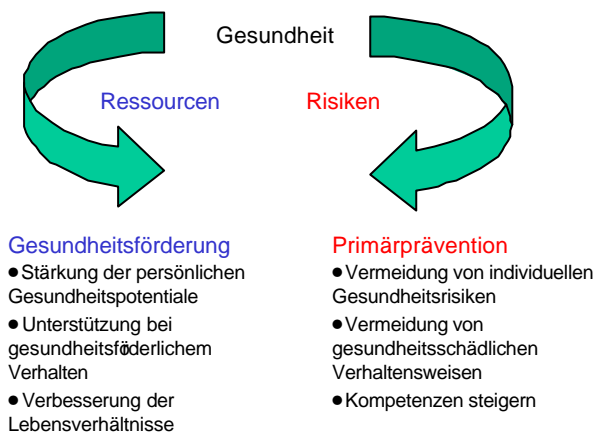 Gesundheit
Ressourcen
Risiken
Gesundheitsförderung
● Stärkung der persönlichen
Gesundheitspotentiale
● Unterstützung bei
gesundheitsföderlichem
Verhalten
● Verbesserung der
Lebensverhältnisse
Primärprävention
● Vermeidung von individuellen
Gesundheitsrisiken
● Vermeidung von
gesundheitsschädlichen
Verhaltensweisen
● Kompetenzen steigern